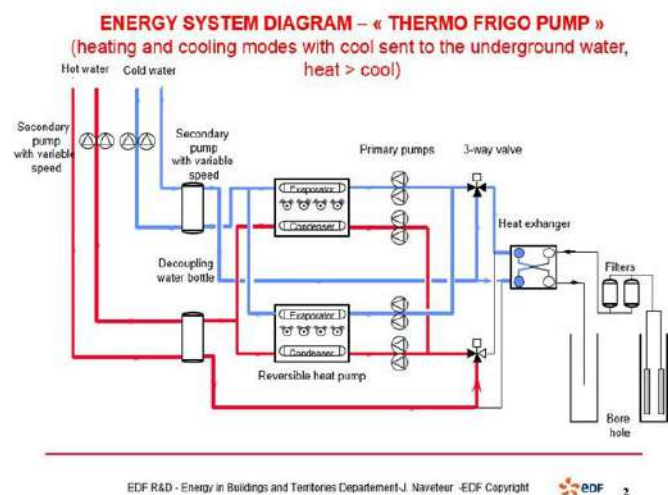 ENERGY SYSTEM DIAGRAM – « THERMO FRIGO PUMP »
(heating and cooling modes with cool sent to the underground water,
heat > cool)
Hot water
Cold water
Secondary
pump
with variable
speed
Secondary
pump
with variable
speed
Primary pumps
3-way valve
Evaporator
Condenser
Heat exhanger
Filters
Decoupling
water bottle
Evaporator
Condenser
Reversible heat pump
Bore
hole
EDF R&D - Energy in Buildings and Territories Departement-J. Naveteur -EDF Copyright
edf
2